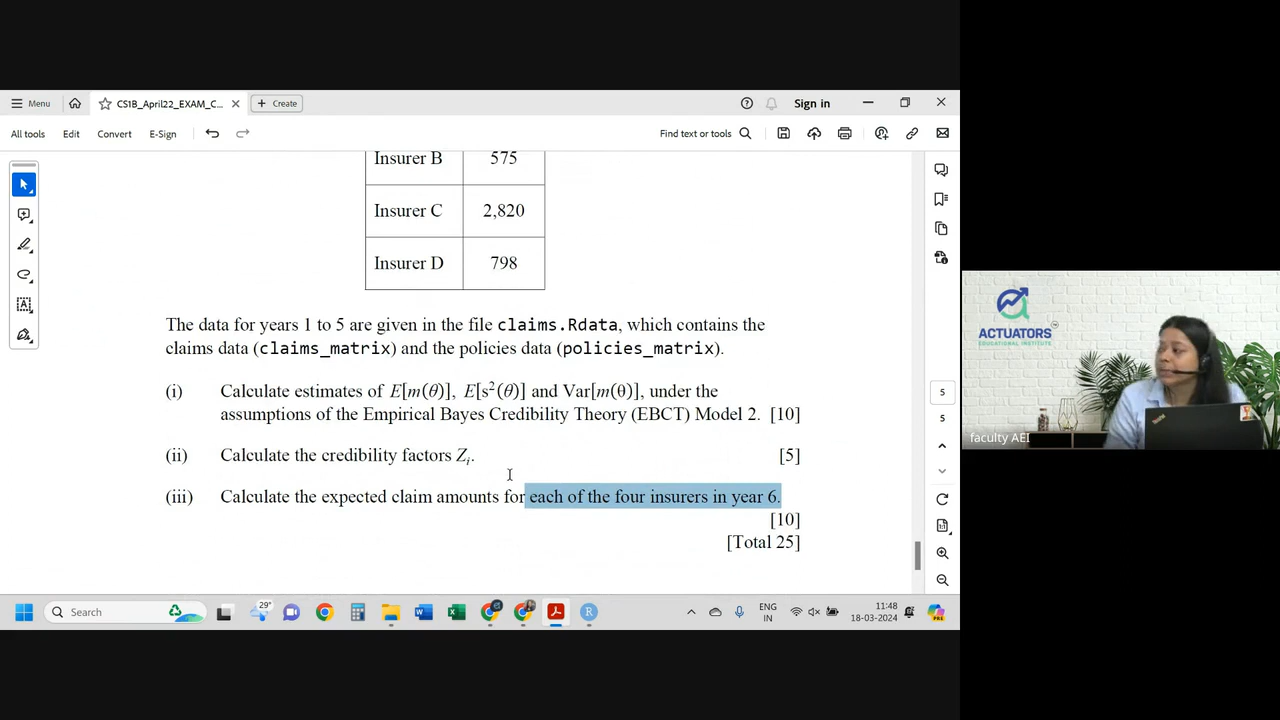 Menu
CS1B_April22_EXAM_C...
Create
Sign in
All tools
Edit
Convert
E-Sign
Find text or tools
Insurer B 575
Insurer C 2,820
Insurer D 798
The data for years 1 to 5 are given in the file claims.Rdata, which contains the
claims data (claims_matrix) and the policies data (policies_matrix).
(i) Calculate estimates of E[m(θ)], E[s²(θ)] and Var[m(θ)], under the
assumptions of the Empirical Bayes Credibility Theory (EBCT) Model 2. [10]
(ii) Calculate the credibility factors Zᵢ. [5]
(iii) Calculate the expected claim amounts for each of the four insurers in year 6.
[10]
[Total 25]
5
5
ACTUATORS
EDUCATIONAL INSTITUTE
faculty AEI
Search
29°
ENG
IN
11:48
18-03-2024